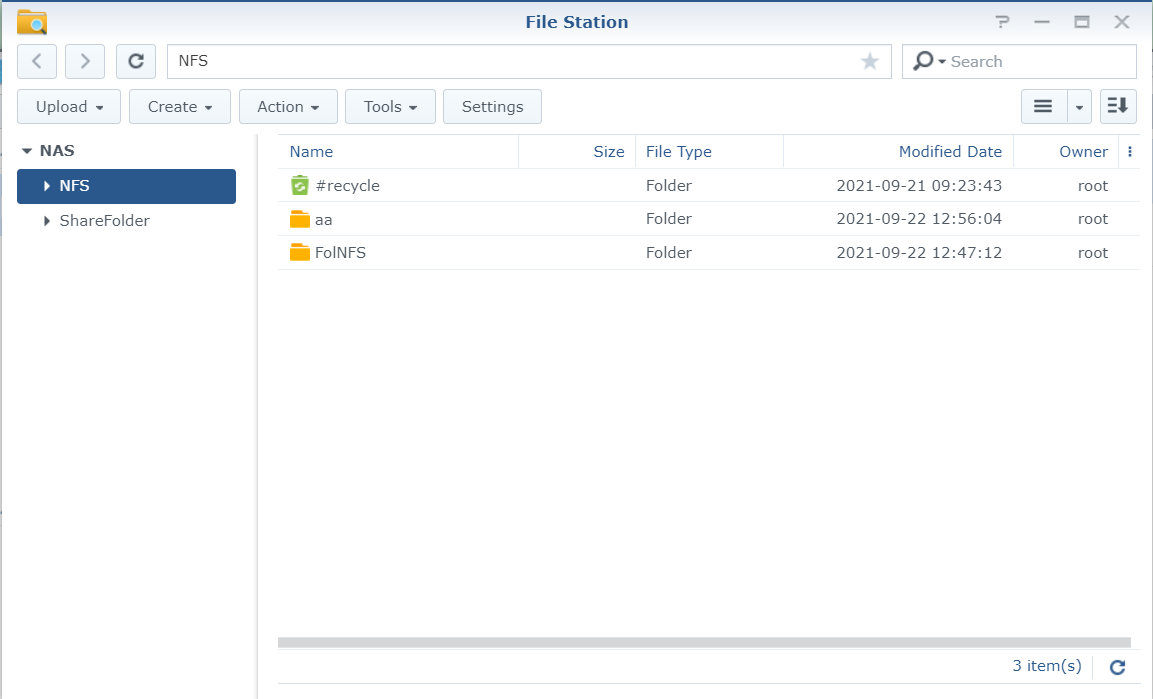 File Station
NFS
Search
Upload Create Action Tools Settings
NAS
NFS
ShareFolder
Name Size File Type Modified Date Owner
#recycle Folder 2021-09-21 09:23:43 root
aa Folder 2021-09-22 12:56:04 root
FolNFS Folder 2021-09-22 12:47:12 root
3 item(s)